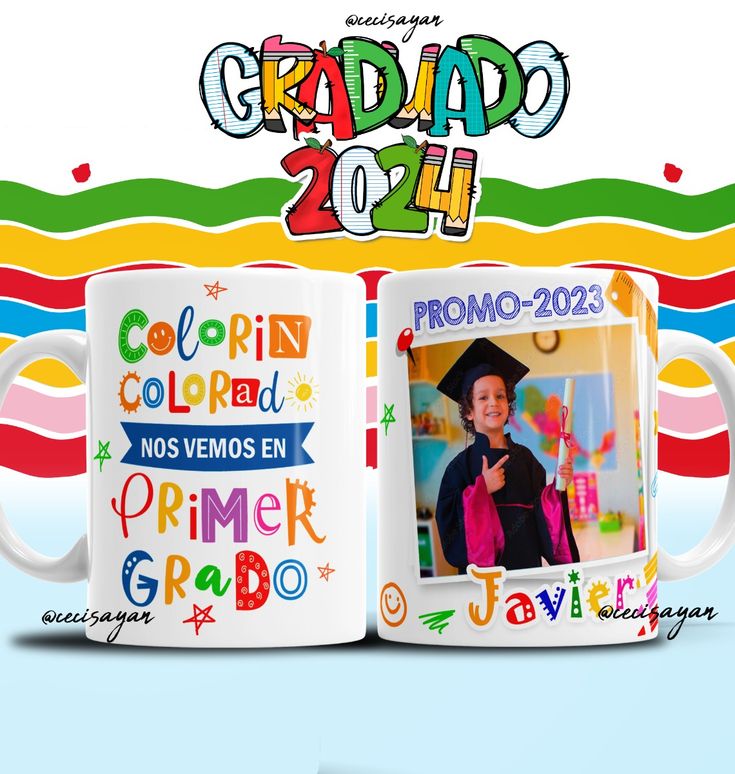 @cecisayan
GRADUADO
2024
COLORIN
COLORADO
NOS VEMOS EN
PRIMER
GRADO
@cecisayan
PROMO-2023
Javier
@cecisayan